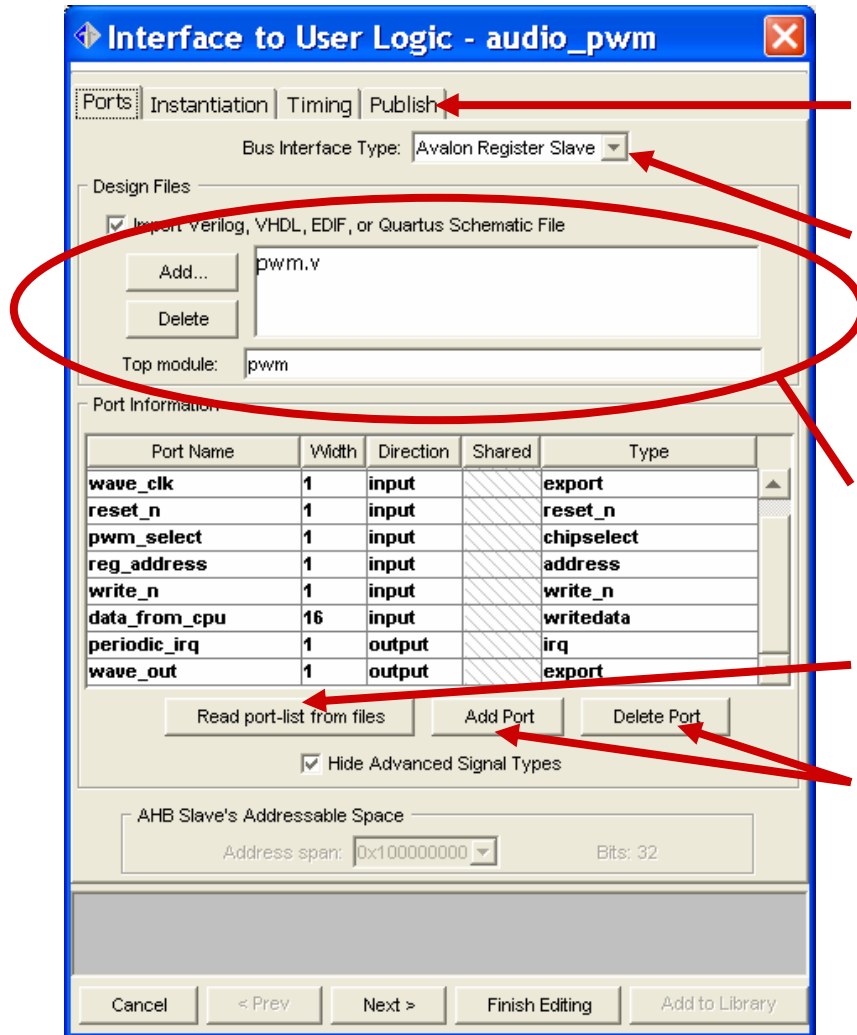 Interface to User Logic - audio_pwm
Ports Instantiation Timing Publish
Bus Interface Type: Avalon Register Slave
Design Files
Import Verilog, VHDL, EDIF, or Quartus Schematic File
Add... pwm.v
Delete
Top module: pwm
Port Information
Port Name Width Direction Shared Type
wave_clk 1 input export
reset_n 1 input reset_n
pwm_select 1 input chipselect
reg_address 1 input address
write_n 1 input write_n
data_from_cpu 16 input writedata
periodic_irq 1 output irq
wave_out 1 output export
Read port-list from files Add Port Delete Port
Hide Advanced Signal Types
AHB Slave's Addressable Space
Address span: 0x100000000 Bits: 32
Cancel < Prev Next > Finish Editing Add to Library